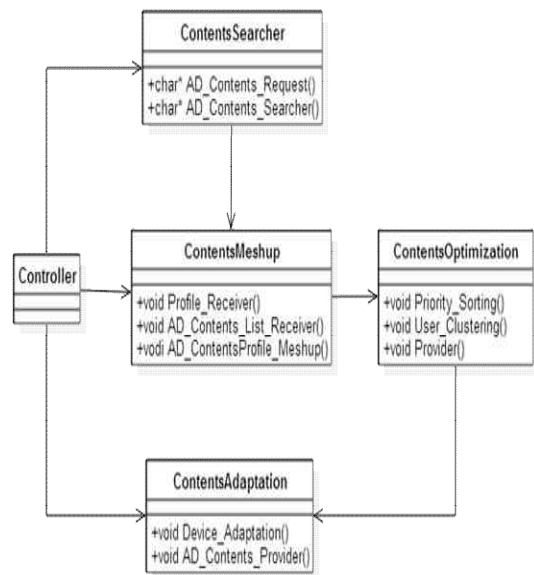 ContentsSearcher
+char* AD_Contents_Request()
+char* AD_Contents_Searcher()
Controller
ContentsMeshup
+void Profile_Receiver()
+void AD_Contents_List_Receiver()
+vodi AD_ContentsProfile_Meshup()
ContentsOptimization
+void Priority_Sorting()
+void User_Clustering()
+void Provider()
ContentsAdaptation
+void Device_Adaptation()
+void AD_Contents_Provider()